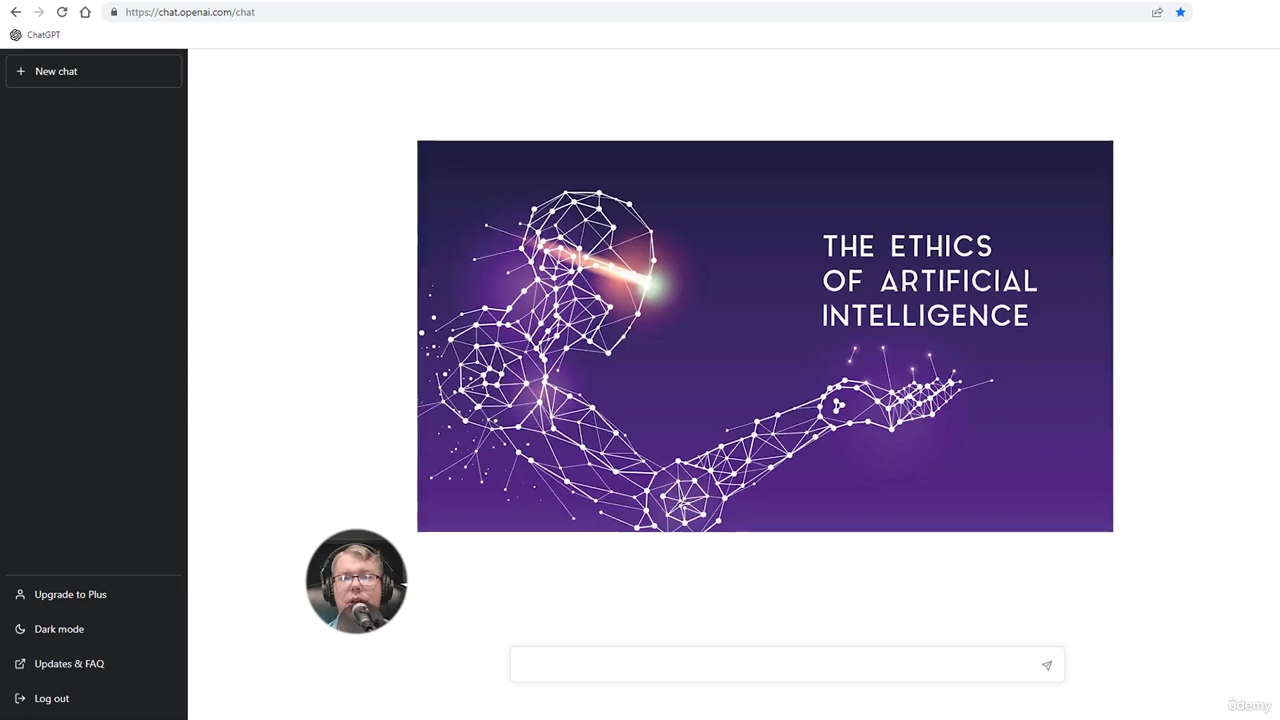 https://chat.openai.com/chat
ChatGPT
New chat
THE ETHICS
OF ARTIFICIAL
INTELLIGENCE
Upgrade to Plus
Dark mode
Updates & FAQ
Log out
ûdemy